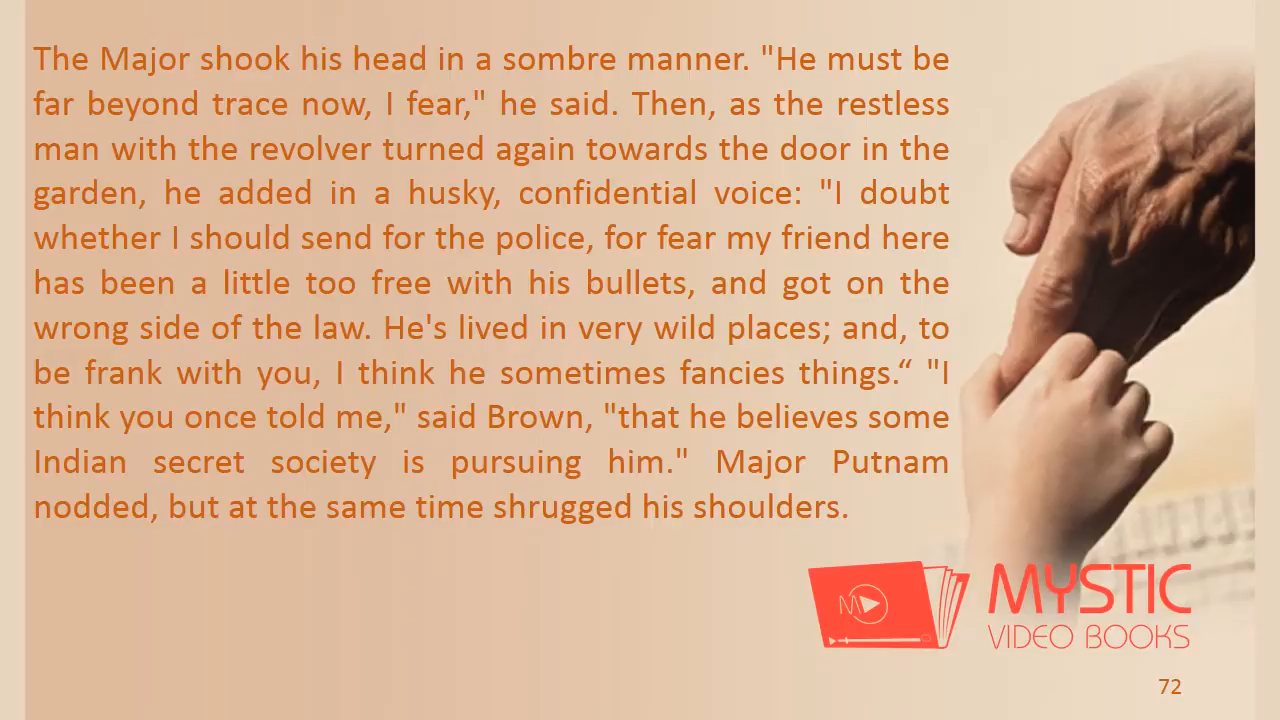 The Major shook his head in a sombre manner. "He must be
far beyond trace now, I fear," he said. Then, as the restless
man with the revolver turned again towards the door in the
garden, he added in a husky, confidential voice: "I doubt
whether I should send for the police, for fear my friend here
has been a little too free with his bullets, and got on the
wrong side of the law. He's lived in very wild places; and, to
be frank with you, I think he sometimes fancies things.“ "I
think you once told me," said Brown, "that he believes some
Indian secret society is pursuing him." Major Putnam
nodded, but at the same time shrugged his shoulders.
M
MYSTIC
VIDEO BOOKS
72